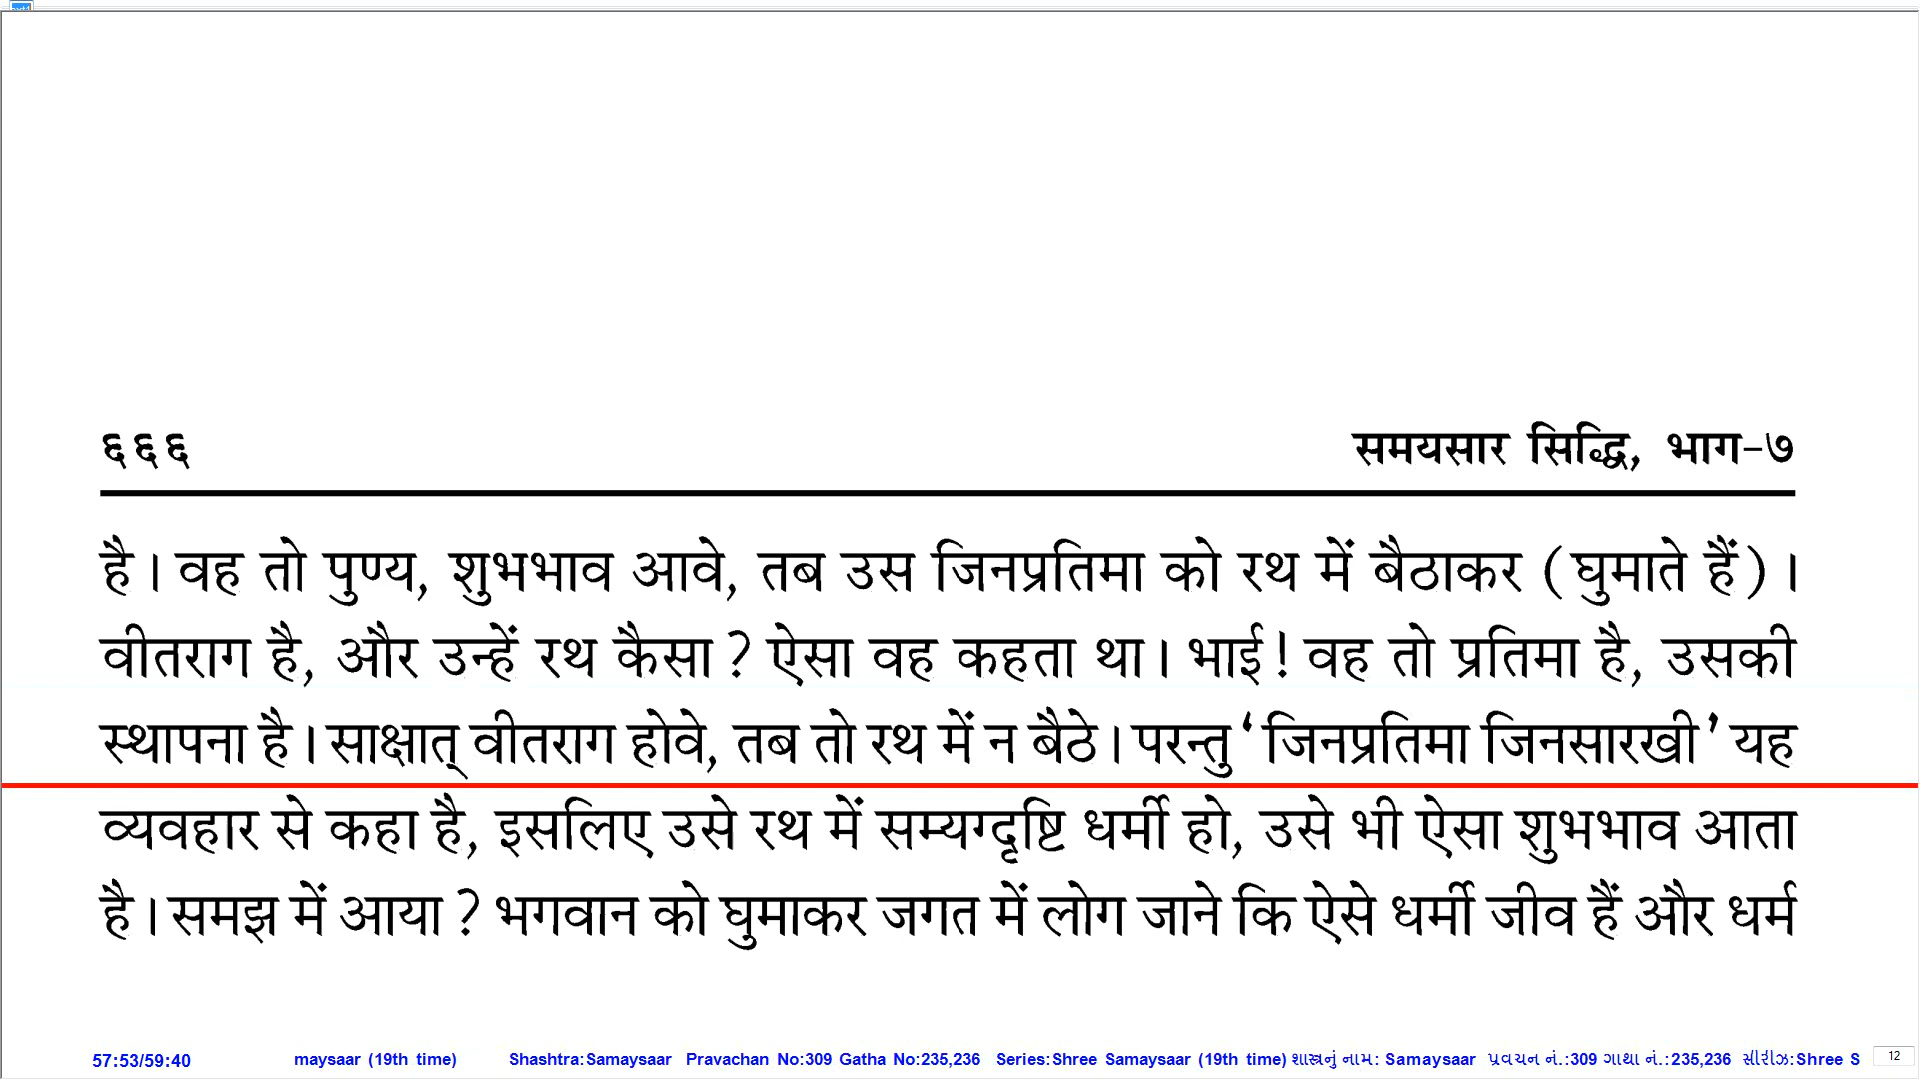 ६६६ समयसार सिद्धि, भाग-७
है। वह तो पुण्य, शुभभाव आवे, तब उस जिनप्रतिमा को रथ में बैठाकर (घुमाते हैं)।
वीतराग है, और उन्हें रथ कैसा? ऐसा वह कहता था। भाई! वह तो प्रतिमा है, उसकी
स्थापना है। साक्षात् वीतराग होवे, तब तो रथ में न बैठे। परन्तु ‘जिनप्रतिमा जिनसारखी’ यह
व्यवहार से कहा है, इसलिए उसे रथ में सम्यग्दृष्टि धर्मी हो, उसे भी ऐसा शुभभाव आता
है। समझ में आया? भगवान को घुमाकर जगत में लोग जाने कि ऐसे धर्मी जीव हैं और धर्म
57:53/59:40 maysaar (19th time) Shashtra:Samaysaar Pravachan No:309 Gatha No:235,236 Series:Shree Samaysaar (19th time) શાસ્ત્રનું નામ: Samaysaar પ્રવચન નં.:309 ગાથા નં.:235,236 સીરીઝ:Shree S 12